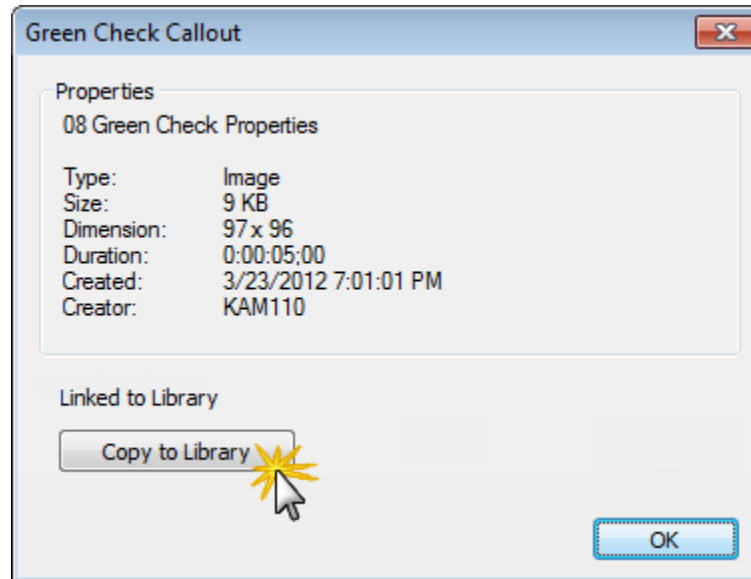 Green Check Callout
Properties
08 Green Check Properties
Type: Image
Size: 9 KB
Dimension: 97 x 96
Duration: 0:00:05;00
Created: 3/23/2012 7:01:01 PM
Creator: KAM110
Linked to Library
Copy to Library
OK